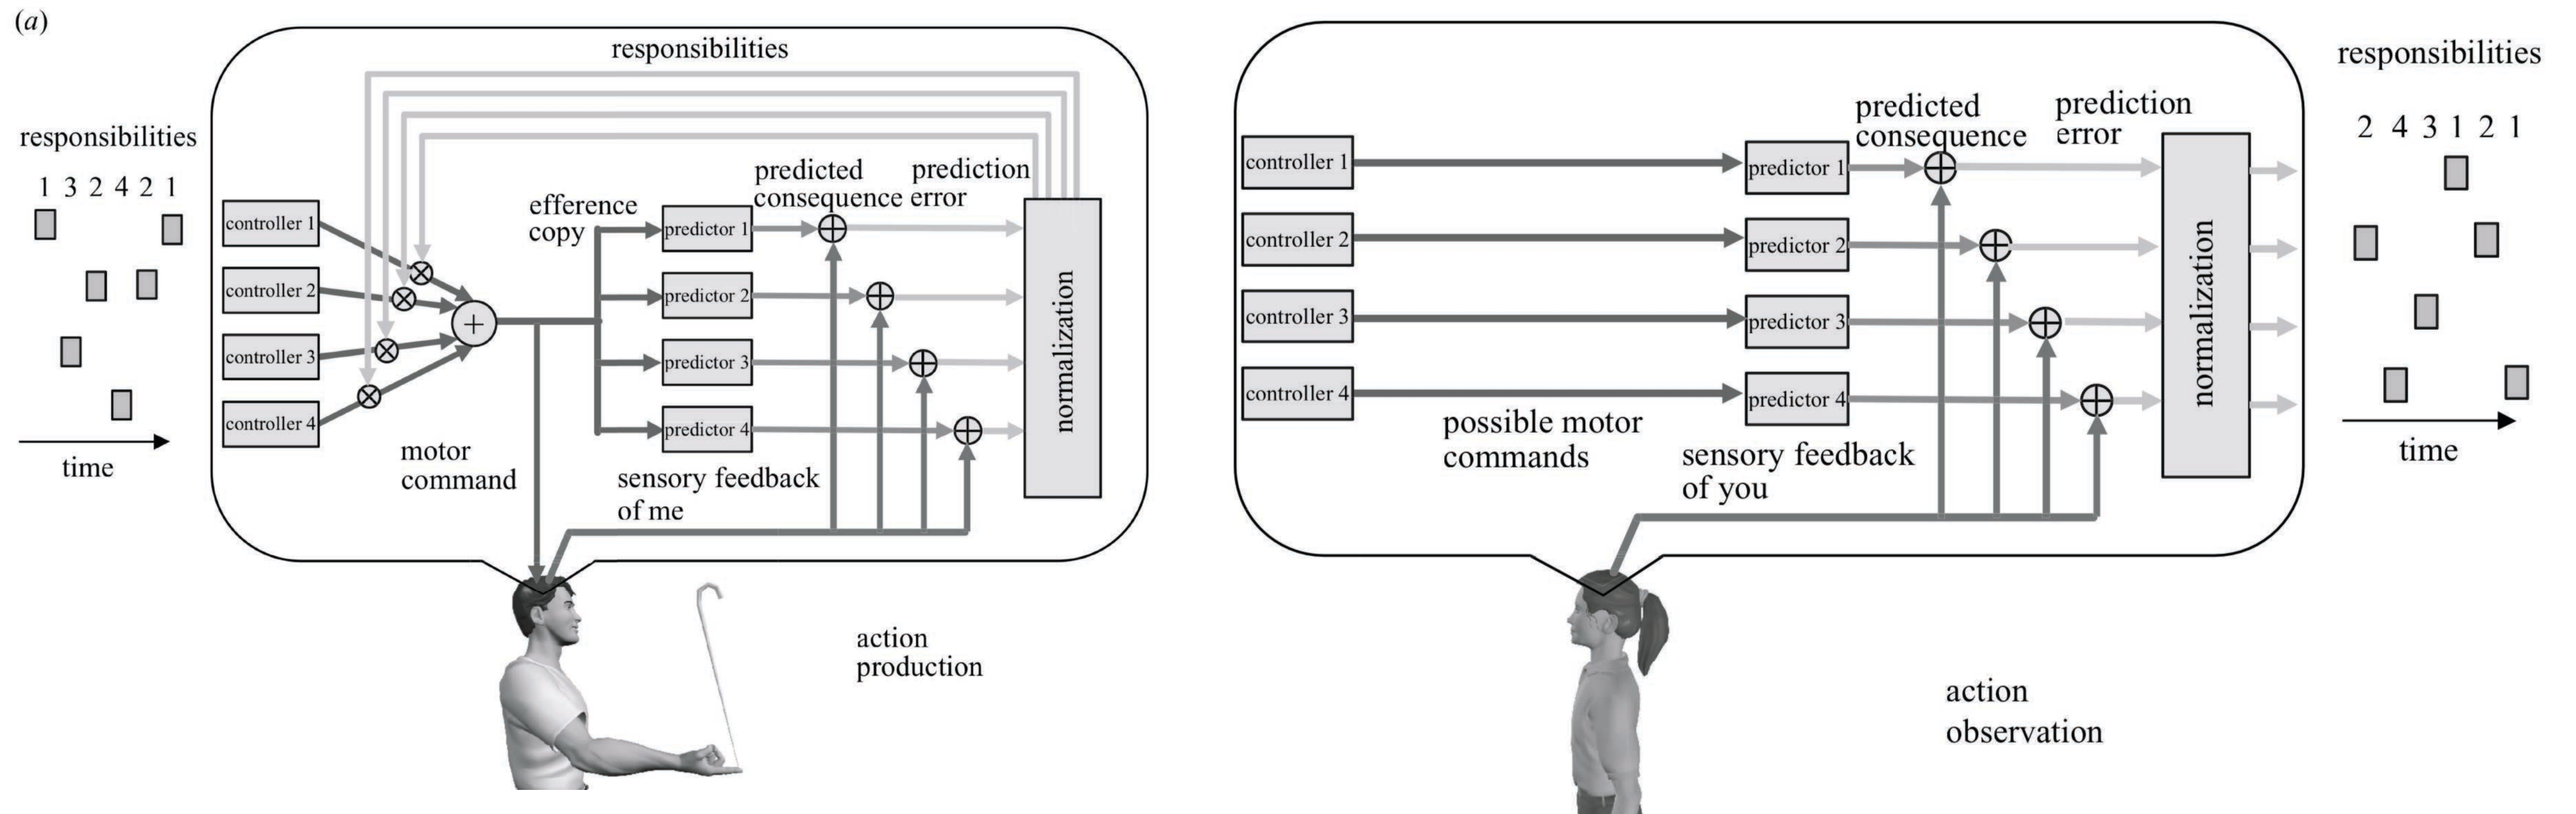 (a)
responsibilities
responsibilities
1 3 2 4 2 1
time
controller 1
controller 2
controller 3
controller 4
motor
command
efference
copy
predictor 1
predictor 2
predictor 3
predictor 4
predicted
consequence
prediction
error
normalization
sensory feedback
of me
action
production
controller 1
controller 2
controller 3
controller 4
possible motor
commands
predictor 1
predictor 2
predictor 3
predictor 4
predicted
consequence
prediction
error
normalization
sensory feedback
of you
action
observation
responsibilities
2 4 3 1 2 1
time